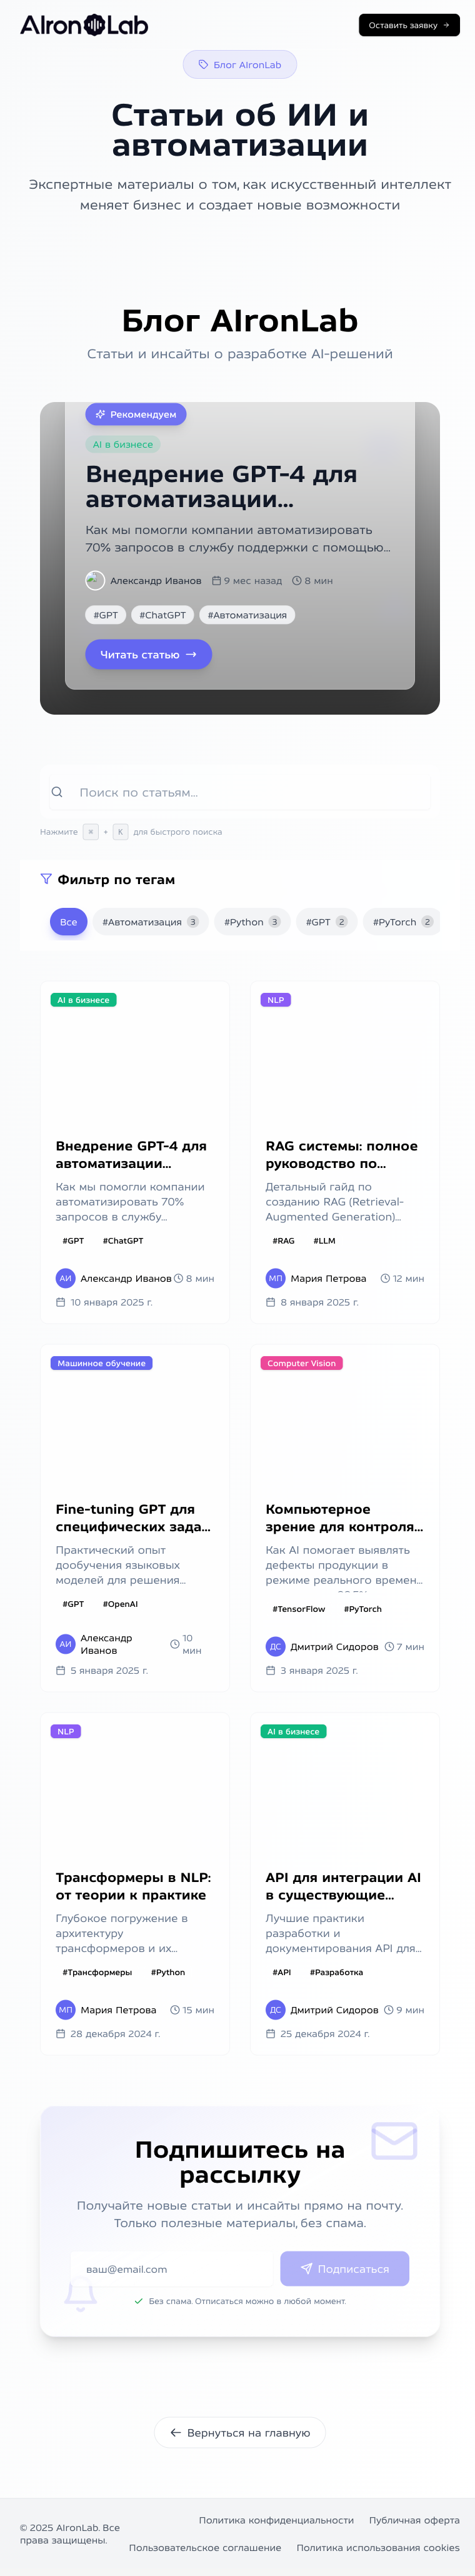 AIronLab
Оставить заявку →
Блог AIronLab
Статьи об ИИ и
автоматизации
Экспертные материалы о том, как искусственный интеллект
меняет бизнес и создает новые возможности
Блог AIronLab
Статьи и инсайты о разработке AI-решений
Рекомендуем
AI в бизнесе
Внедрение GPT-4 для
автоматизации...
Как мы помогли компании автоматизировать
70% запросов в службу поддержки с помощью...
Александр Иванов 9 мес назад 8 мин
#GPT #ChatGPT #Автоматизация
Читать статью →
Поиск по статьям...
Нажмите ⌘ + K для быстрого поиска
Фильтр по тегам
Все #Автоматизация 3 #Python 3 #GPT 2 #PyTorch 2
AI в бизнесе
Внедрение GPT-4 для
автоматизации...
Как мы помогли компании
автоматизировать 70%
запросов в службу...
#GPT #ChatGPT
АИ Александр Иванов 8 мин
10 января 2025 г.
NLP
RAG системы: полное
руководство по...
Детальный гайд по
созданию RAG (Retrieval-
Augmented Generation)...
#RAG #LLM
МП Мария Петрова 12 мин
8 января 2025 г.
Машинное обучение
Fine-tuning GPT для
специфических зада...
Практический опыт
дообучения языковых
моделей для решения...
#GPT #OpenAI
АИ Александр
Иванов
10
мин
5 января 2025 г.
Computer Vision
Компьютерное
зрение для контроля...
Как AI помогает выявлять
дефекты продукции в
режиме реального времен...
#TensorFlow #PyTorch
ДС Дмитрий Сидоров 7 мин
3 января 2025 г.
NLP
Трансформеры в NLP:
от теории к практике
Глубокое погружение в
архитектуру
трансформеров и их...
#Трансформеры #Python
МП Мария Петрова 15 мин
28 декабря 2024 г.
AI в бизнесе
API для интеграции AI
в существующие...
Лучшие практики
разработки и
документирования API для...
#API #Разработка
ДС Дмитрий Сидоров 9 мин
25 декабря 2024 г.
Подпишитесь на
рассылку
Получайте новые статьи и инсайты прямо на почту.
Только полезные материалы, без спама.
ваш@email.com
Подписаться
Без спама. Отписаться можно в любой момент.
← Вернуться на главную
© 2025 AIronLab. Все
права защищены.
Политика конфиденциальности Публичная оферта
Пользовательское соглашение Политика использования cookies